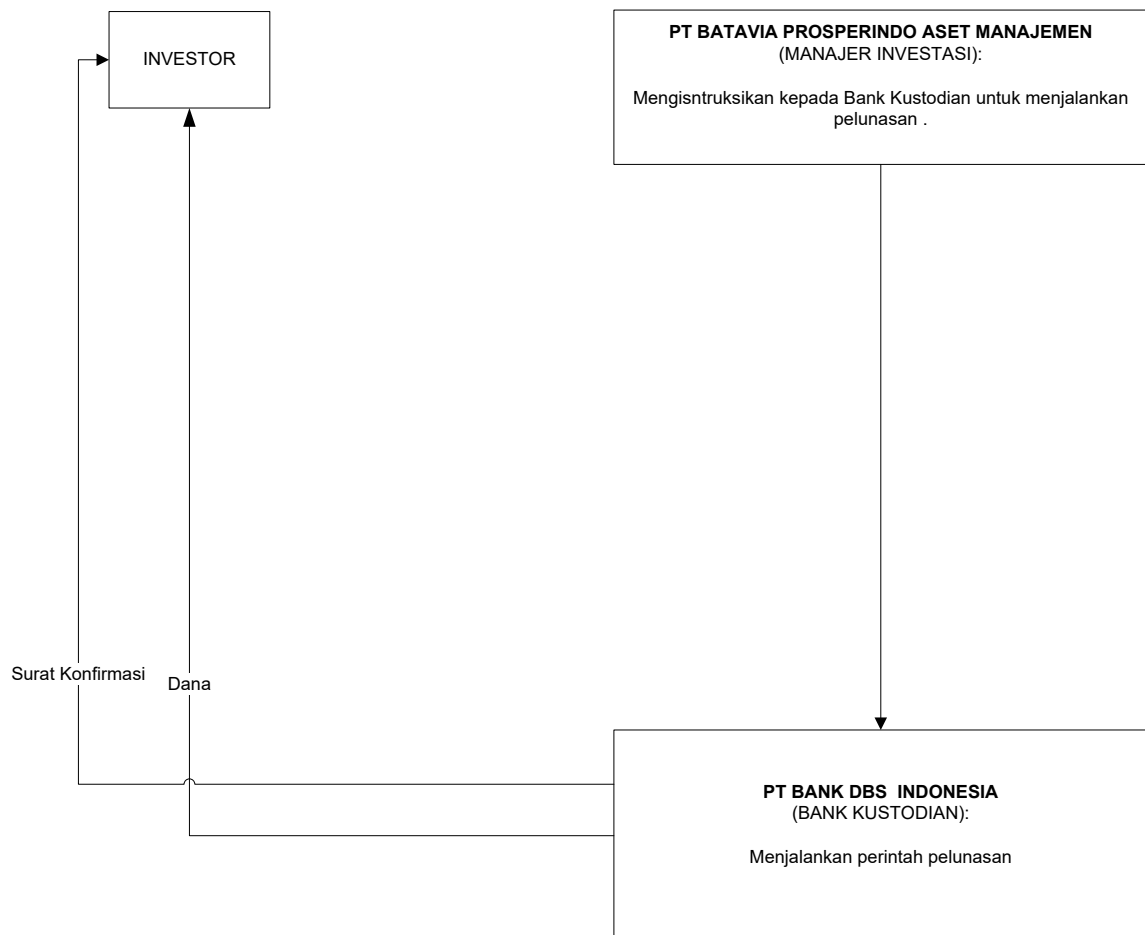 INVESTOR
PT BATAVIA PROSPERINDO ASET MANAJEMEN
(MANAJER INVESTASI):
Mengisntruksikan kepada Bank Kustodian untuk menjalankan
pelunasan .
Surat Konfirmasi
Dana
PT BANK DBS  INDONESIA
(BANK KUSTODIAN):
Menjalankan perintah pelunasan